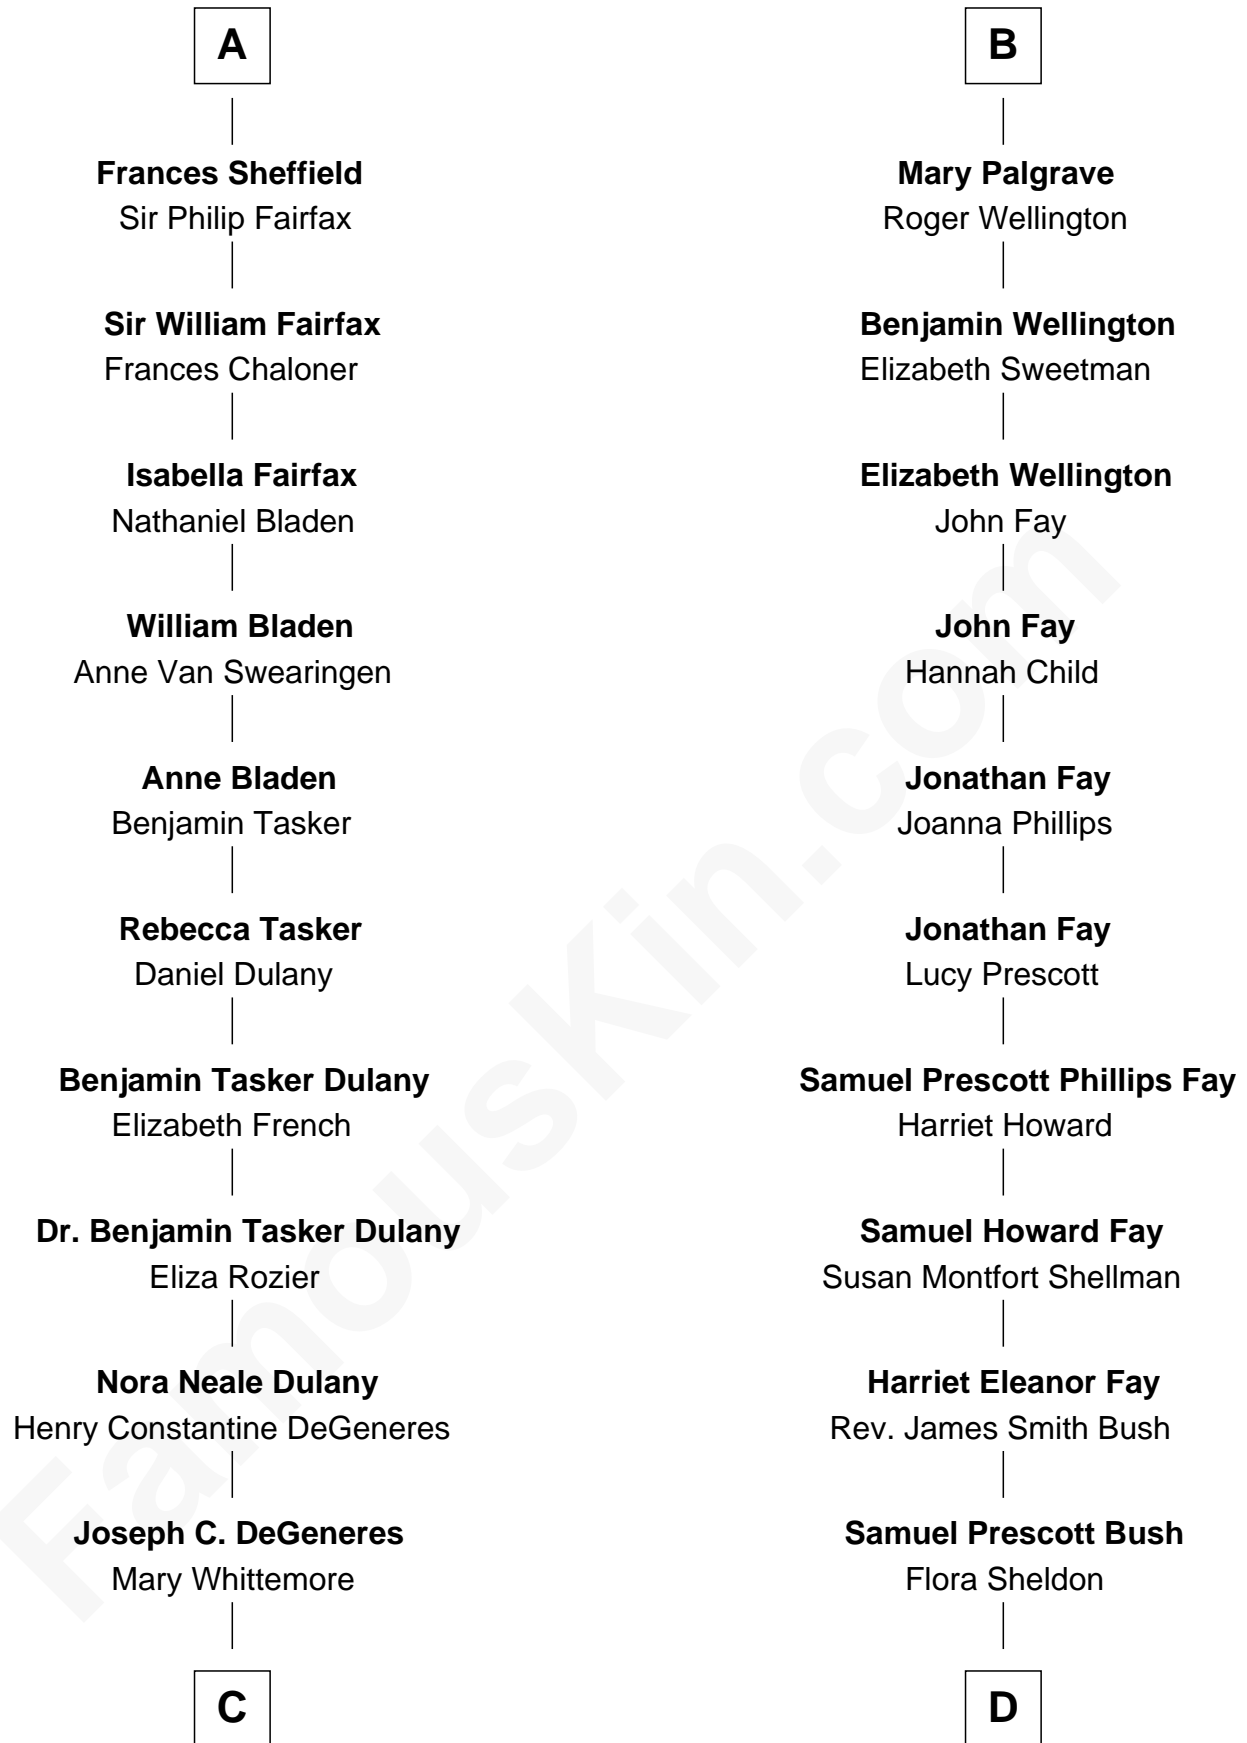 A
Frances Sheffield
Sir Philip Fairfax
Sir William Fairfax
Frances Chaloner
Isabella Fairfax
Nathaniel Bladen
William Bladen
Anne Van Swearingen
Anne Bladen
Benjamin Tasker
Rebecca Tasker
Daniel Dulany
Benjamin Tasker Dulany
Elizabeth French
Dr. Benjamin Tasker Dulany
Eliza Rozier
Nora Neale Dulany
Henry Constantine DeGeneres
Joseph C. DeGeneres
Mary Whittemore
C
B
Mary Palgrave
Roger Wellington
Benjamin Wellington
Elizabeth Sweetman
Elizabeth Wellington
John Fay
John Fay
Hannah Child
Jonathan Fay
Joanna Phillips
Jonathan Fay
Lucy Prescott
Samuel Prescott Phillips Fay
Harriet Howard
Samuel Howard Fay
Susan Montfort Shellman
Harriet Eleanor Fay
Rev. James Smith Bush
Samuel Prescott Bush
Flora Sheldon
D
FamousKin.com